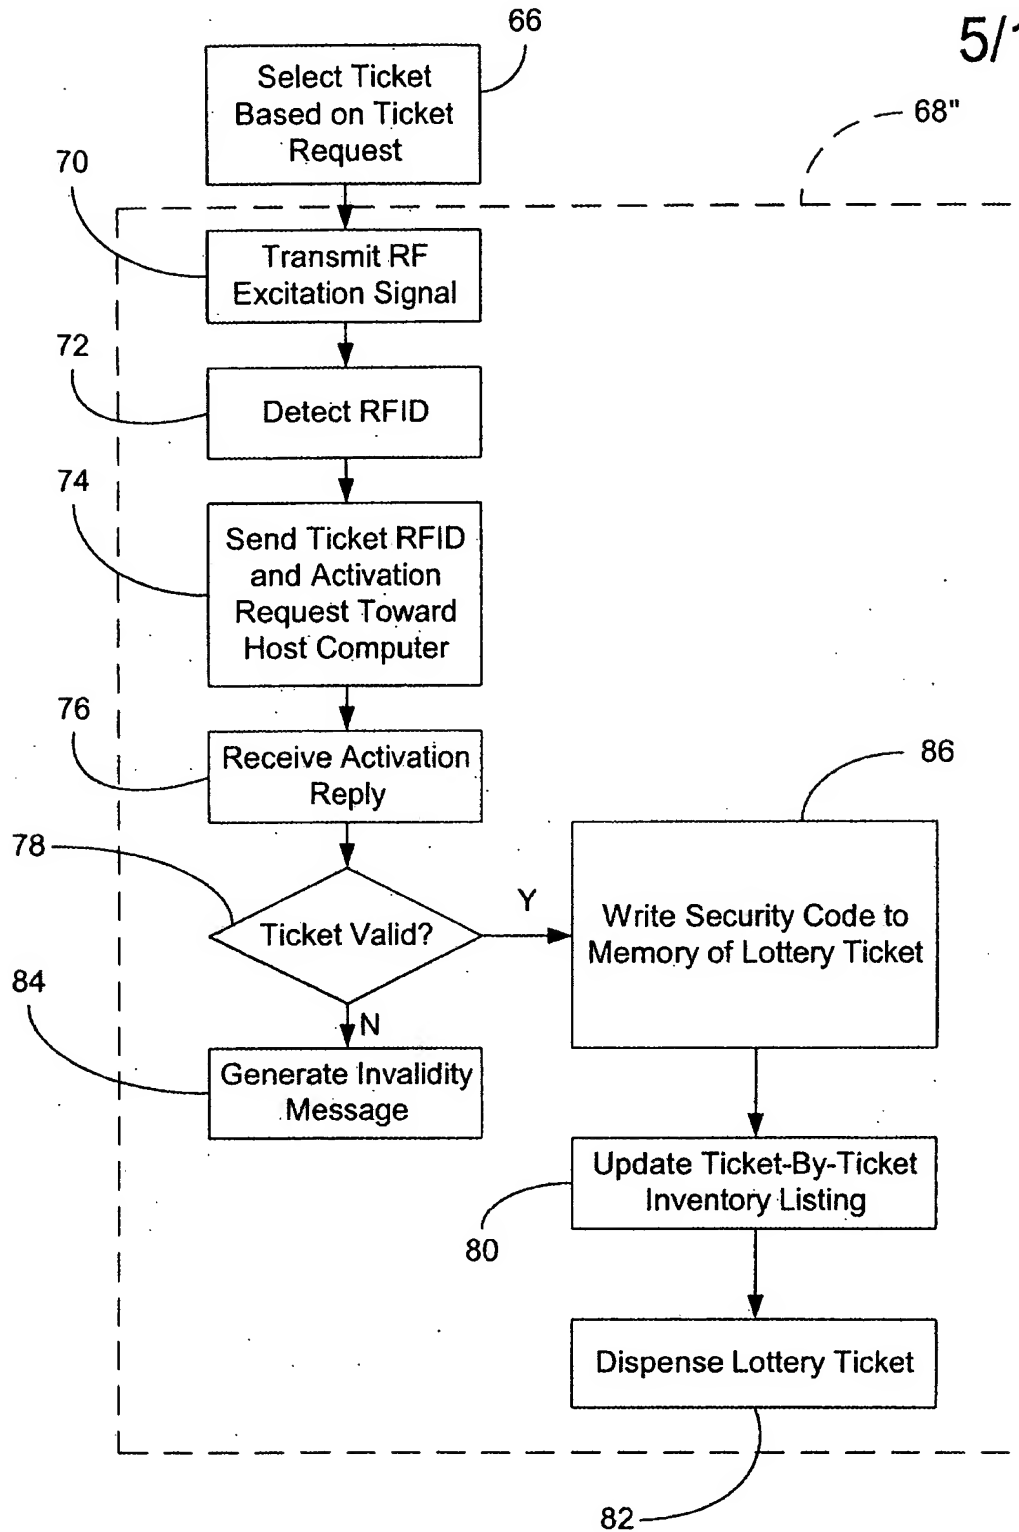 66
5/1
Select Ticket
Based on Ticket
Request
68"
70
Transmit RF
Excitation Signal
72
Detect RFID
74
Send Ticket RFID
and Activation
Request Toward
Host Computer
76
Receive Activation
Reply
86
78
Ticket Valid?
Y
Write Security Code to
Memory of Lottery Ticket
84
N
Generate Invalidity
Message
Update Ticket-By-Ticket
Inventory Listing
80
Dispense Lottery Ticket
82